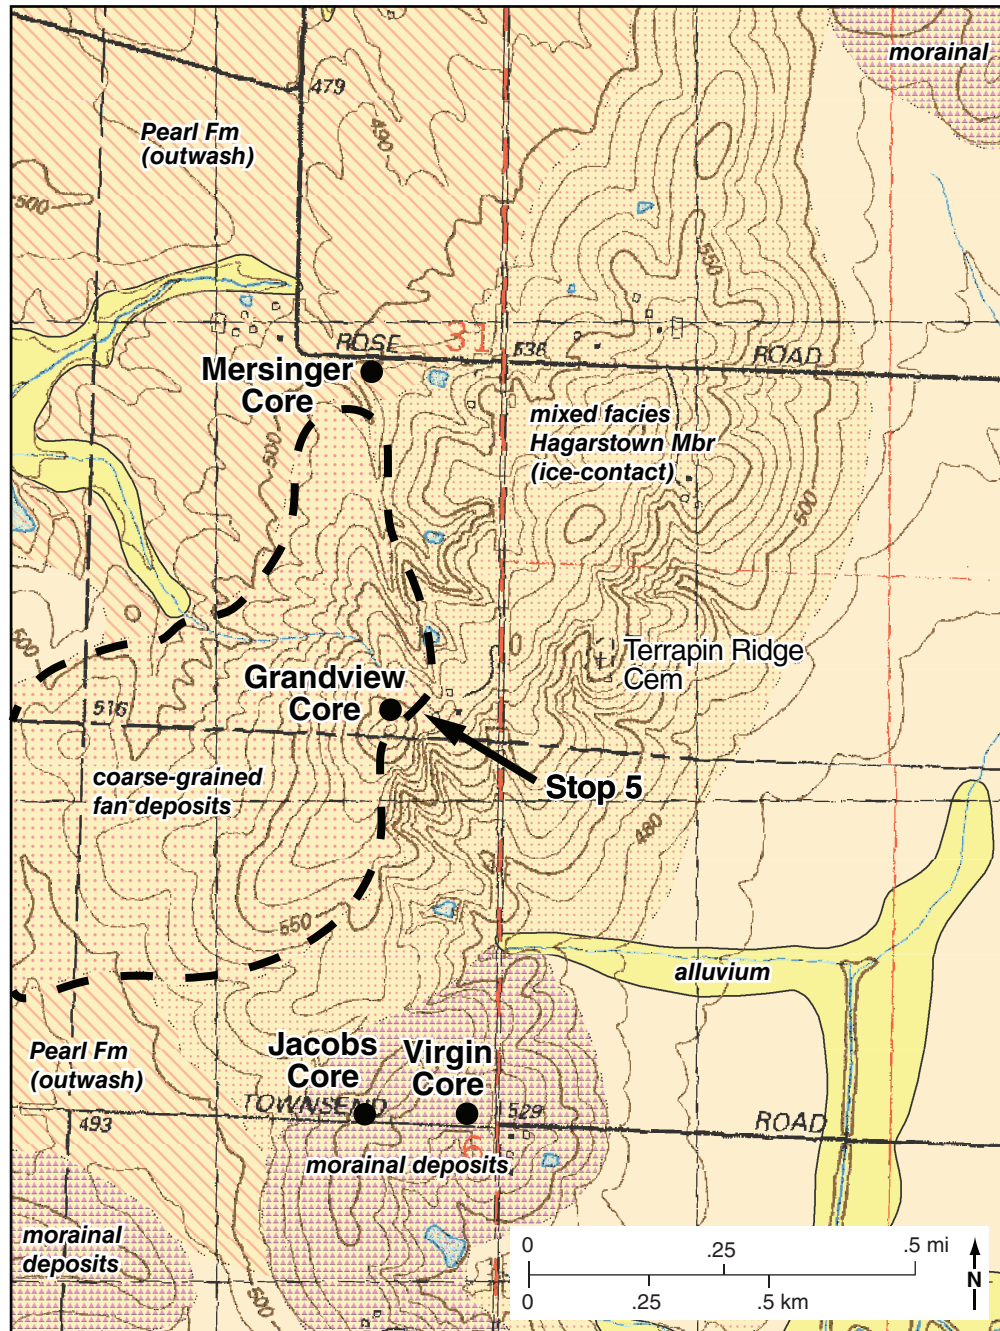 morainal
479
Pearl Fm
(outwash)
490
500
550
ROSE
31
538
ROAD
Mersinger
Core
mixed facies
Hagarstown Mbr
(ice-contact)
505
500
500
Terrapin Ridge
Cem
Grandview
Core
516
Stop 5
coarse-grained
fan deposits
480
550
alluvium
Pearl Fm
(outwash)
Jacobs
Core
Virgin
Core
TOWNSEND
529
493
ROAD
6
morainal deposits
morainal
deposits
500
0 .25 .5 mi
0 .25 .5 km
N